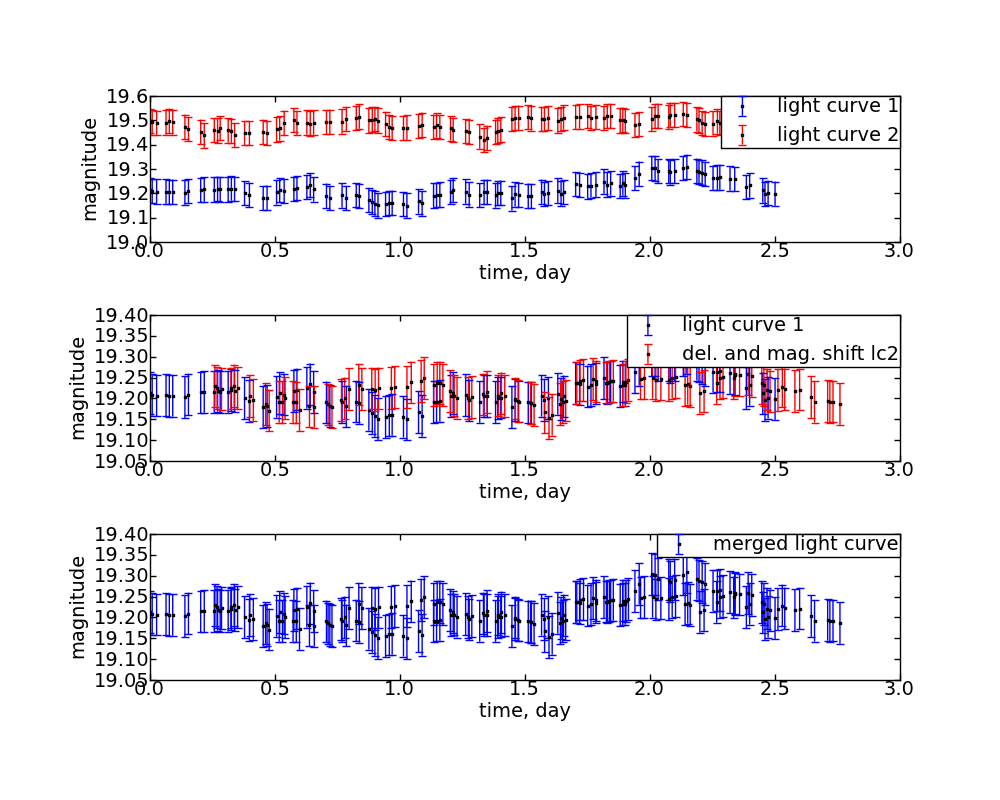 19.6
19.5
19.4
19.3
19.2
19.1
19.0
magnitude
light curve 1
light curve 2
0.0 0.5 1.0 1.5 2.0 2.5 3.0
time, day
19.40
19.35
19.30
19.25
19.20
19.15
19.10
19.05
magnitude
light curve 1
del. and mag. shift lc2
0.0 0.5 1.0 1.5 2.0 2.5 3.0
time, day
19.40
19.35
19.30
19.25
19.20
19.15
19.10
19.05
magnitude
merged light curve
0.0 0.5 1.0 1.5 2.0 2.5 3.0
time, day